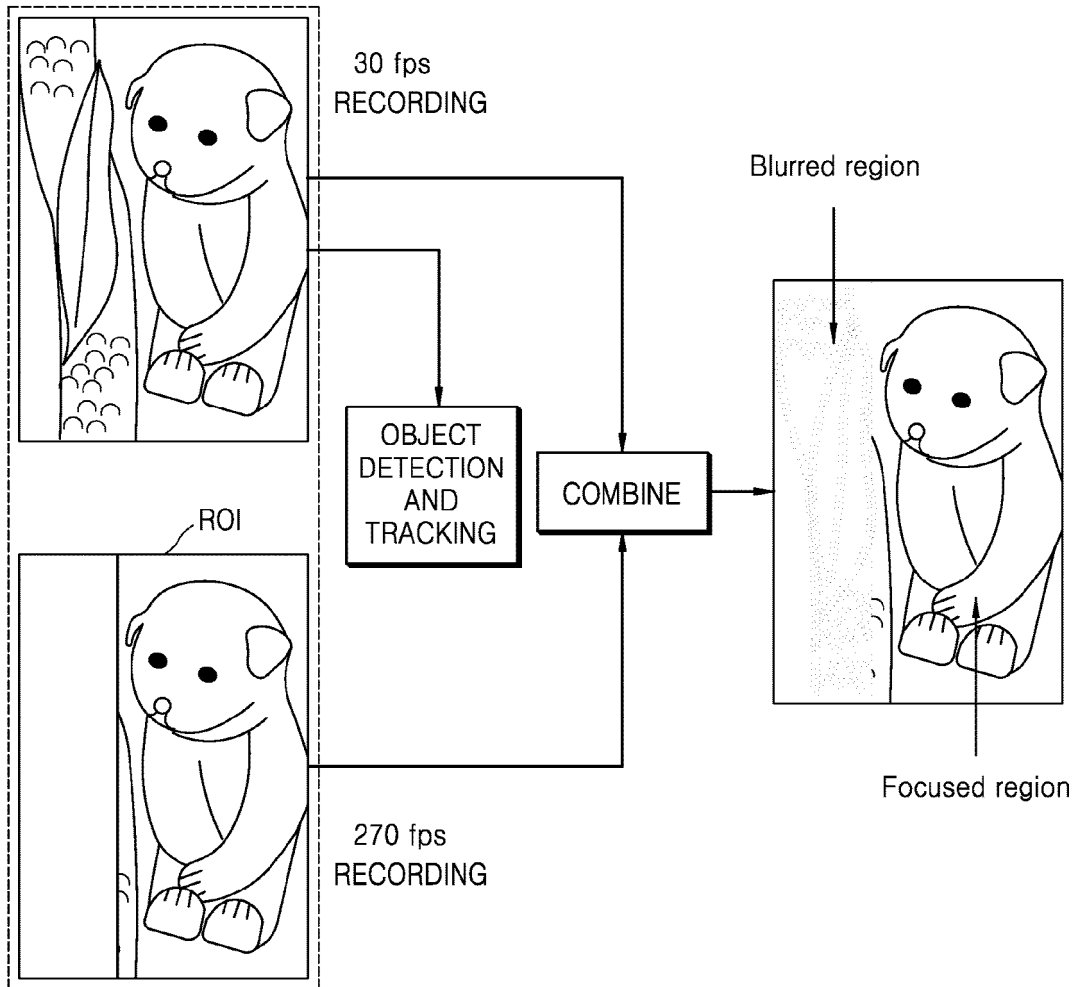 30 fps
RECORDING
Blurred region
OBJECT
DETECTION
AND
TRACKING
COMBINE
ROI
Focused region
270 fps
RECORDING